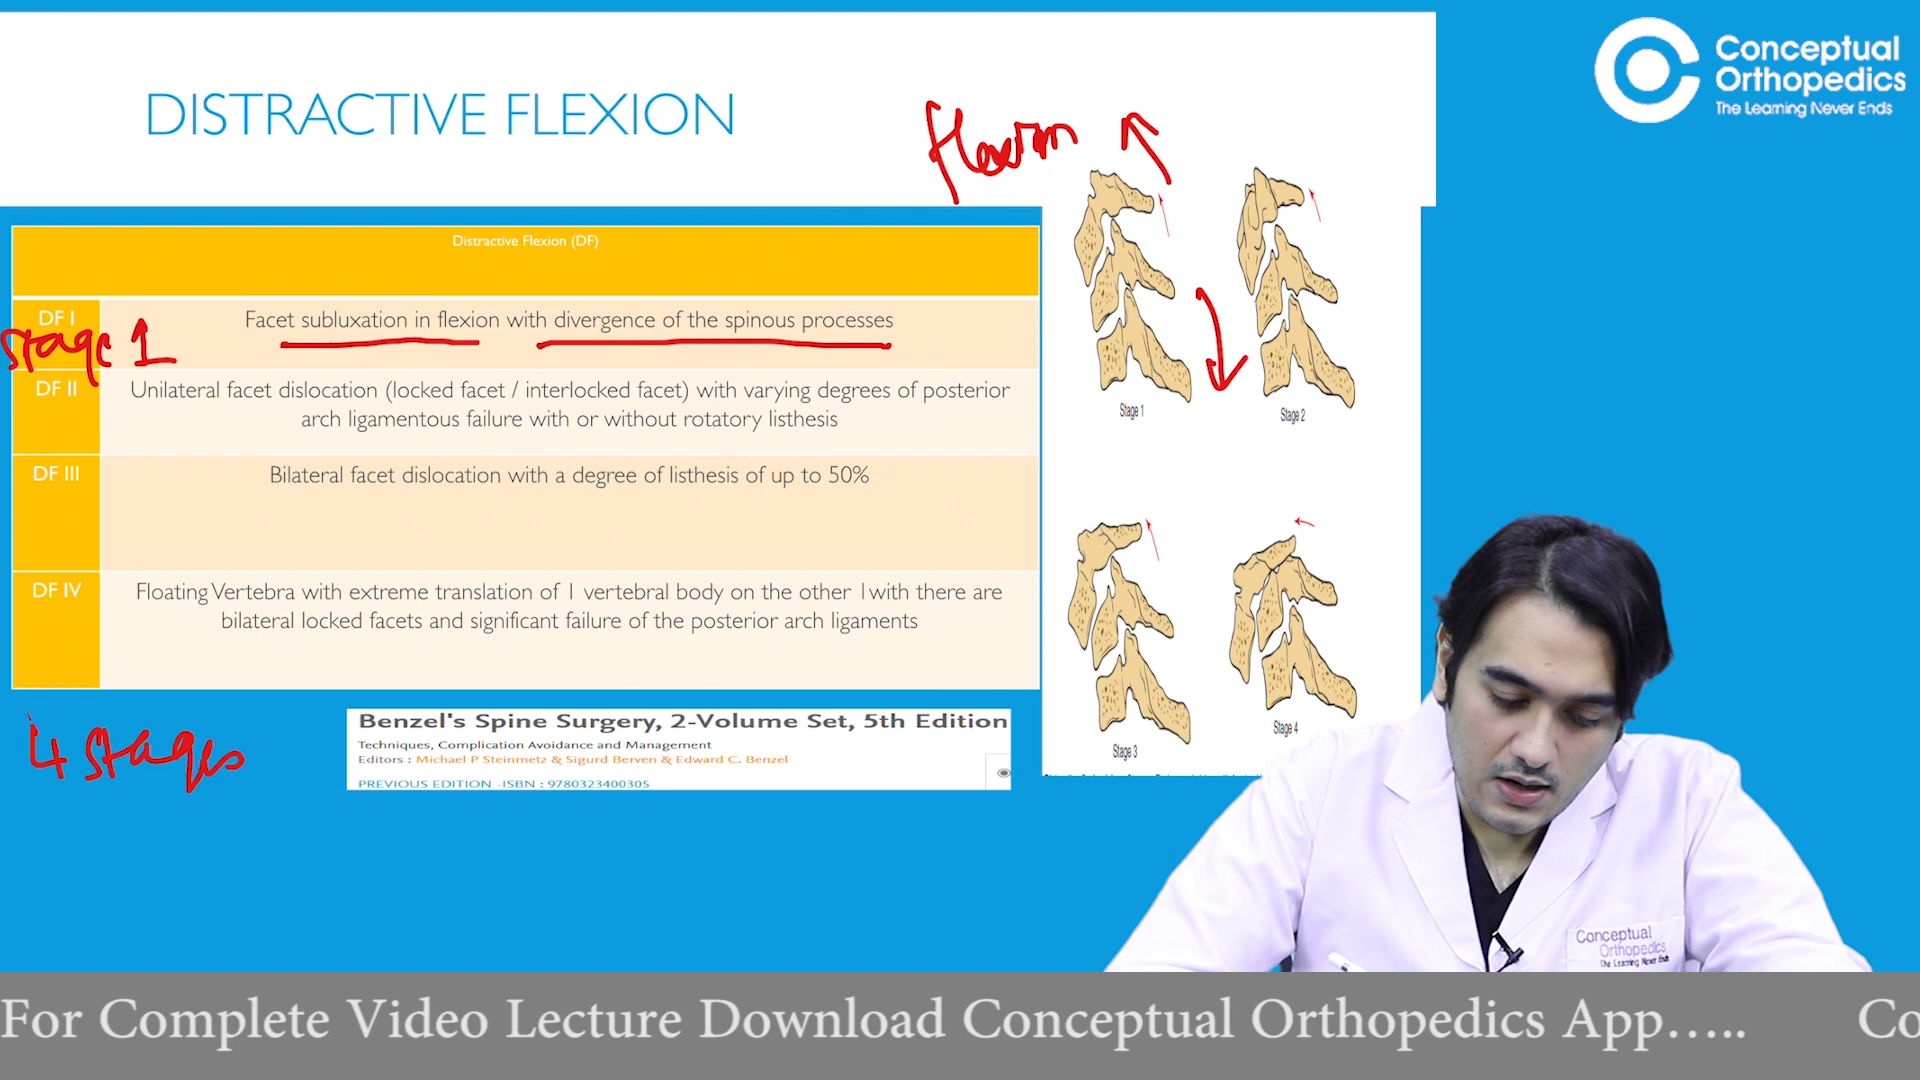 Conceptual
Orthopedics
The Learning Never Ends
DISTRACTIVE FLEXION
flexion
Distractive Flexion (DF)
DF I
Facet subluxation in flexion with divergence of the spinous processes
Stage 1
DF II
Unilateral facet dislocation (locked facet / interlocked facet) with varying degrees of posterior
arch ligamentous failure with or without rotatory listhesis
DF III
Bilateral facet dislocation with a degree of listhesis of up to 50%
DF IV
Floating Vertebra with extreme translation of 1 vertebral body on the other 1with there are
bilateral locked facets and significant failure of the posterior arch ligaments
Stage 1
Stage 2
Stage 3
Stage 4
4 stages
Benzel's Spine Surgery, 2-Volume Set, 5th Edition
Techniques, Complication Avoidance and Management
Editors : Michael P Steinmetz & Sigurd Berven & Edward C. Benzel
PREVIOUS EDITION -ISBN : 9780323400305
Conceptual
Orthopedics
The Learning Never Ends
For Complete Video Lecture Download Conceptual Orthopedics App.....
Co